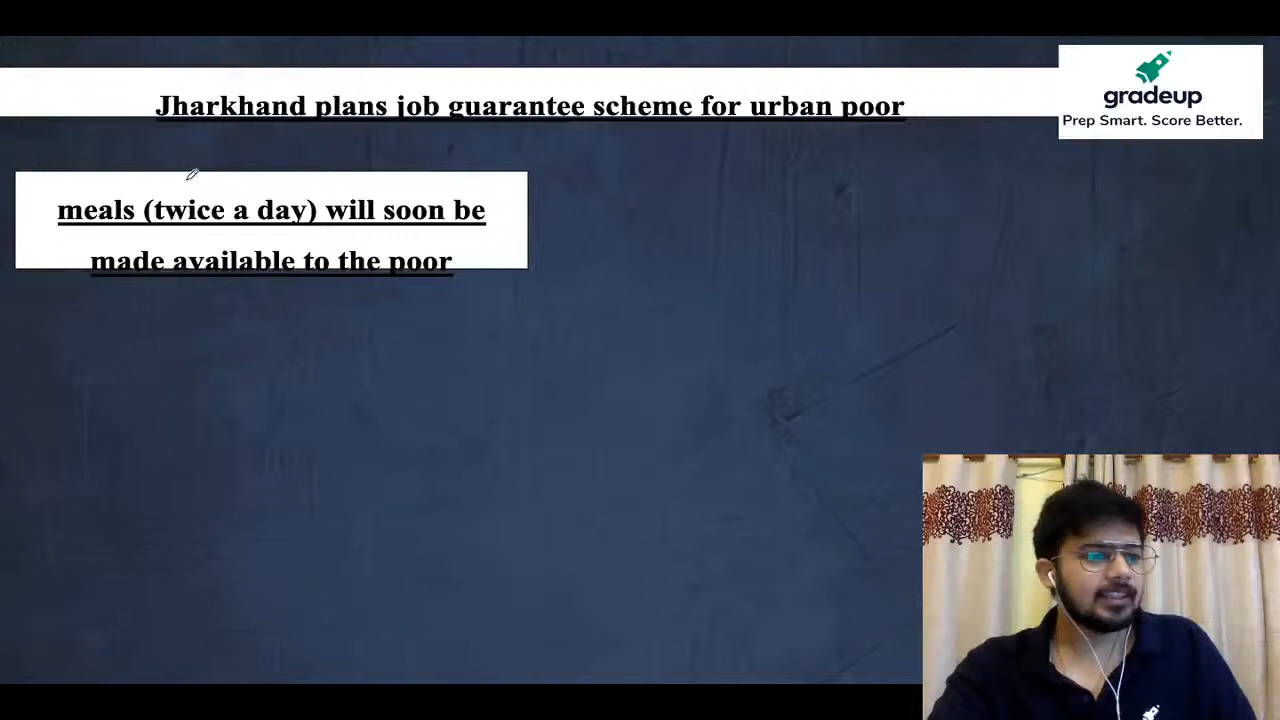 Jharkhand plans job guarantee scheme for urban poor
gradeup
Prep Smart. Score Better.
meals (twice a day) will soon be
made available to the poor